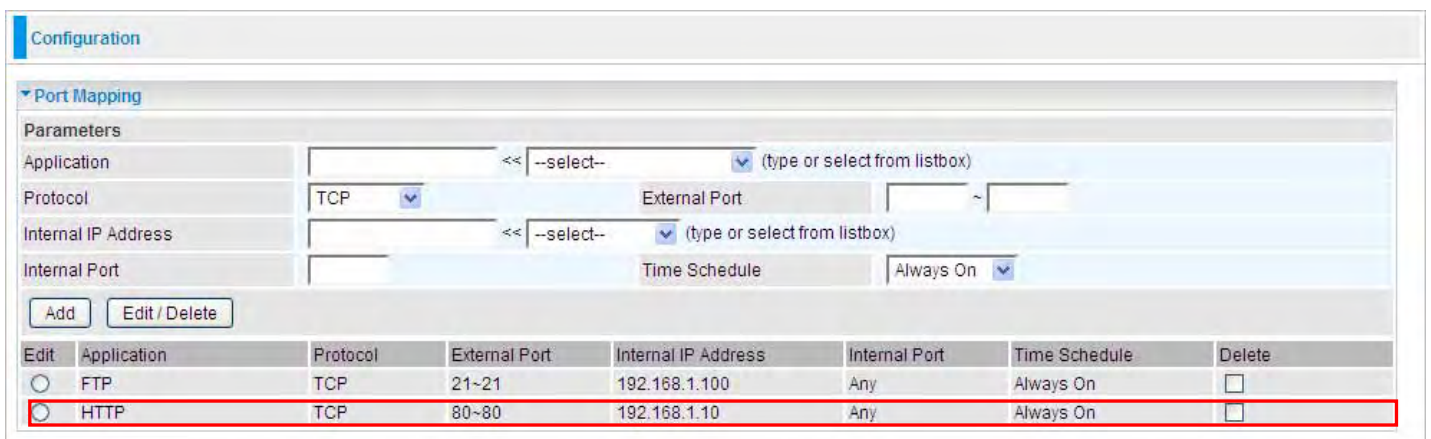 Configuration
Port Mapping
Parameters
Application << --select-- (type or select from listbox)
Protocol TCP External Port ~
Internal IP Address << --select-- (type or select from listbox)
Internal Port Time Schedule Always On
Add Edit / Delete
Edit Application Protocol External Port Internal IP Address Internal Port Time Schedule Delete
FTP TCP 21~21 192.168.1.100 Any Always On
HTTP TCP 80~80 192.168.1.10 Any Always On